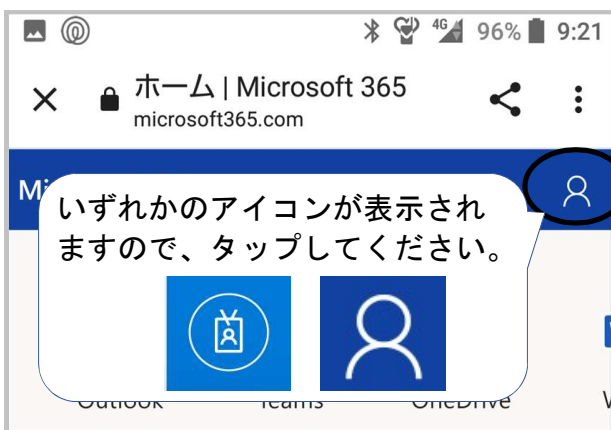 4G 96% 9:21
ホーム | Microsoft 365
microsoft365.com
Mi
いずれかのアイコンが表示され
ますので、タップしてください。
Outlook Teams OneDrive W